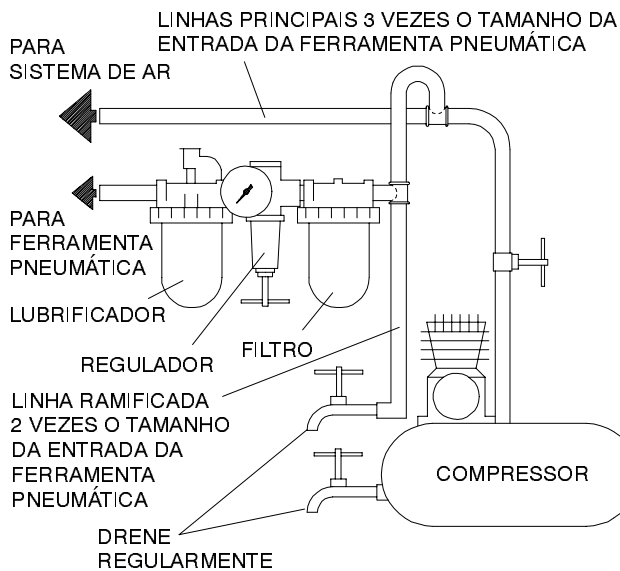 LINHAS PRINCIPAIS 3 VEZES O TAMANHO DA
ENTRADA DA FERRAMENTA PNEUMÁTICA
PARA
SISTEMA DE AR
PARA
FERRAMENTA
PNEUMÁTICA
LUBRIFICADOR
REGULADOR
FILTRO
LINHA RAMIFICADA
2 VEZES O TAMANHO
DA ENTRADA DA
FERRAMENTA
PNEUMÁTICA
COMPRESSOR
DRENE
REGULARMENTE